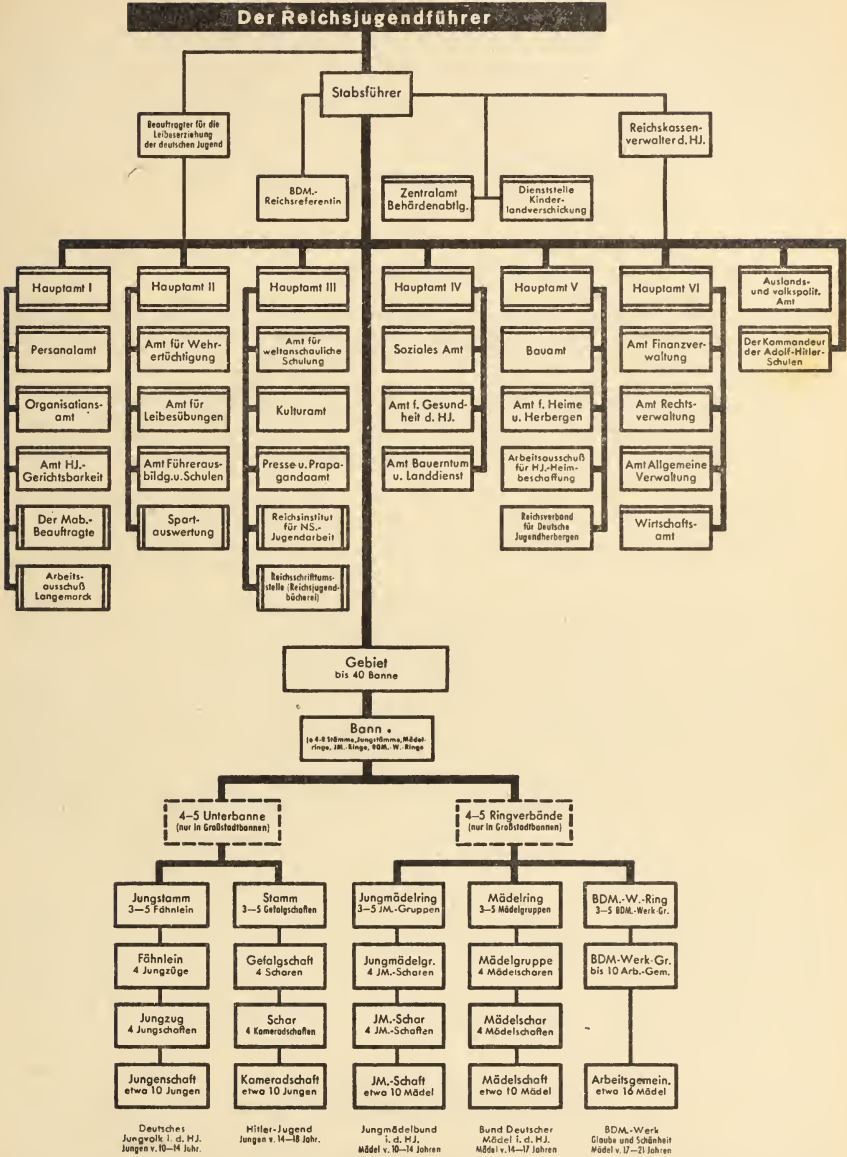 Der Reichsjugendführer
Stabsführer
Beauftragter für die
Leibeserziehung
der deutschen Jugend
Reichskassen-
verwalter d. HJ.
BDM.-
Reichsreferentin
Zentralamt
Behördenabtlg.
Dienststelle
Kinder-
landverschickung
Hauptamt I
Hauptamt II
Hauptamt III
Hauptamt IV
Hauptamt V
Hauptamt VI
Auslands-
und volkspolit.
Amt
Personalamt
Amt für Wehr-
ertüchtigung
Amt für
weltanschauliche
Schulung
Soziales Amt
Bauamt
Amt Finanzver-
waltung
Der Kommandeur
der Adolf-Hitler-
Schulen
Organisations-
amt
Amt für
Leibesübungen
Kulturamt
Amt f. Gesund-
heit d. HJ.
Amt f. Heime
u. Herbergen
Amt Rechts-
verwaltung
Amt HJ.-
Gerichtsbarkeit
Amt Führeraus-
bildg. u. Schulen
Presse u. Propa-
gandaamt
Amt Bauerntum
u. Landdienst
Arbeitsausschuß
für HJ.-Heim-
beschaffung
Amt Allgemeine
Verwaltung
Der Mob.-
Beauftragte
Sport-
auswertung
Reichsinstitut
für NS.-
Jugendarbeit
Reichsverband
für Deutsche
Jugendherbergen
Wirtschafts-
amt
Arbeits-
ausschuß
Langemarck
Reichsschrifttums-
stelle (Reichsjugend-
bücherei)
Gebiet
bis 40 Banne
Bann
je 4-8 Stämme, Jungstämme, Mädel-
ringe, JM.-Ringe, BDM.-W.-Ringe
4–5 Unterbanne
(nur in Großstadtbannen)
4–5 Ringverbände
(nur in Großstadtbannen)
Jungstamm
3–5 Fähnlein
Stamm
3–5 Gefolgschaften
Jungmädelring
3–5 JM.-Gruppen
Mädelring
3–5 Mädelgruppen
BDM.-W.-Ring
3–5 BDM.-Werk-Gr.
Fähnlein
4 Jungzüge
Gefolgschaft
4 Scharen
Jungmädelgr.
4 JM.-Scharen
Mädelgruppe
4 Mädelscharen
BDM-Werk-Gr.
bis 10 Arb.-Gem.
Jungzug
4 Jungschaften
Schar
4 Kameradschaften
JM.-Schar
4 JM.-Schaften
Mädelschar
4 Mädelschaften
Jungenschaft
etwa 10 Jungen
Kameradschaft
etwa 10 Jungen
JM.-Schaft
etwa 10 Mädel
Mädelschaft
etwa 10 Mädel
Arbeitsgemein.
etwa 16 Mädel
Deutsches
Jungvolk i. d. HJ.
Jungen v. 10–14 Jahr.
Hitler-Jugend
Jungen v. 14–18 Jahr.
Jungmädelbund
i. d. HJ.
Mädel v. 10–14 Jahren
Bund Deutscher
Mädel i. d. HJ.
Mädel v. 14–17 Jahren
BDM.-Werk
Glaube und Schönheit
Mädel v. 17–21 Jahren